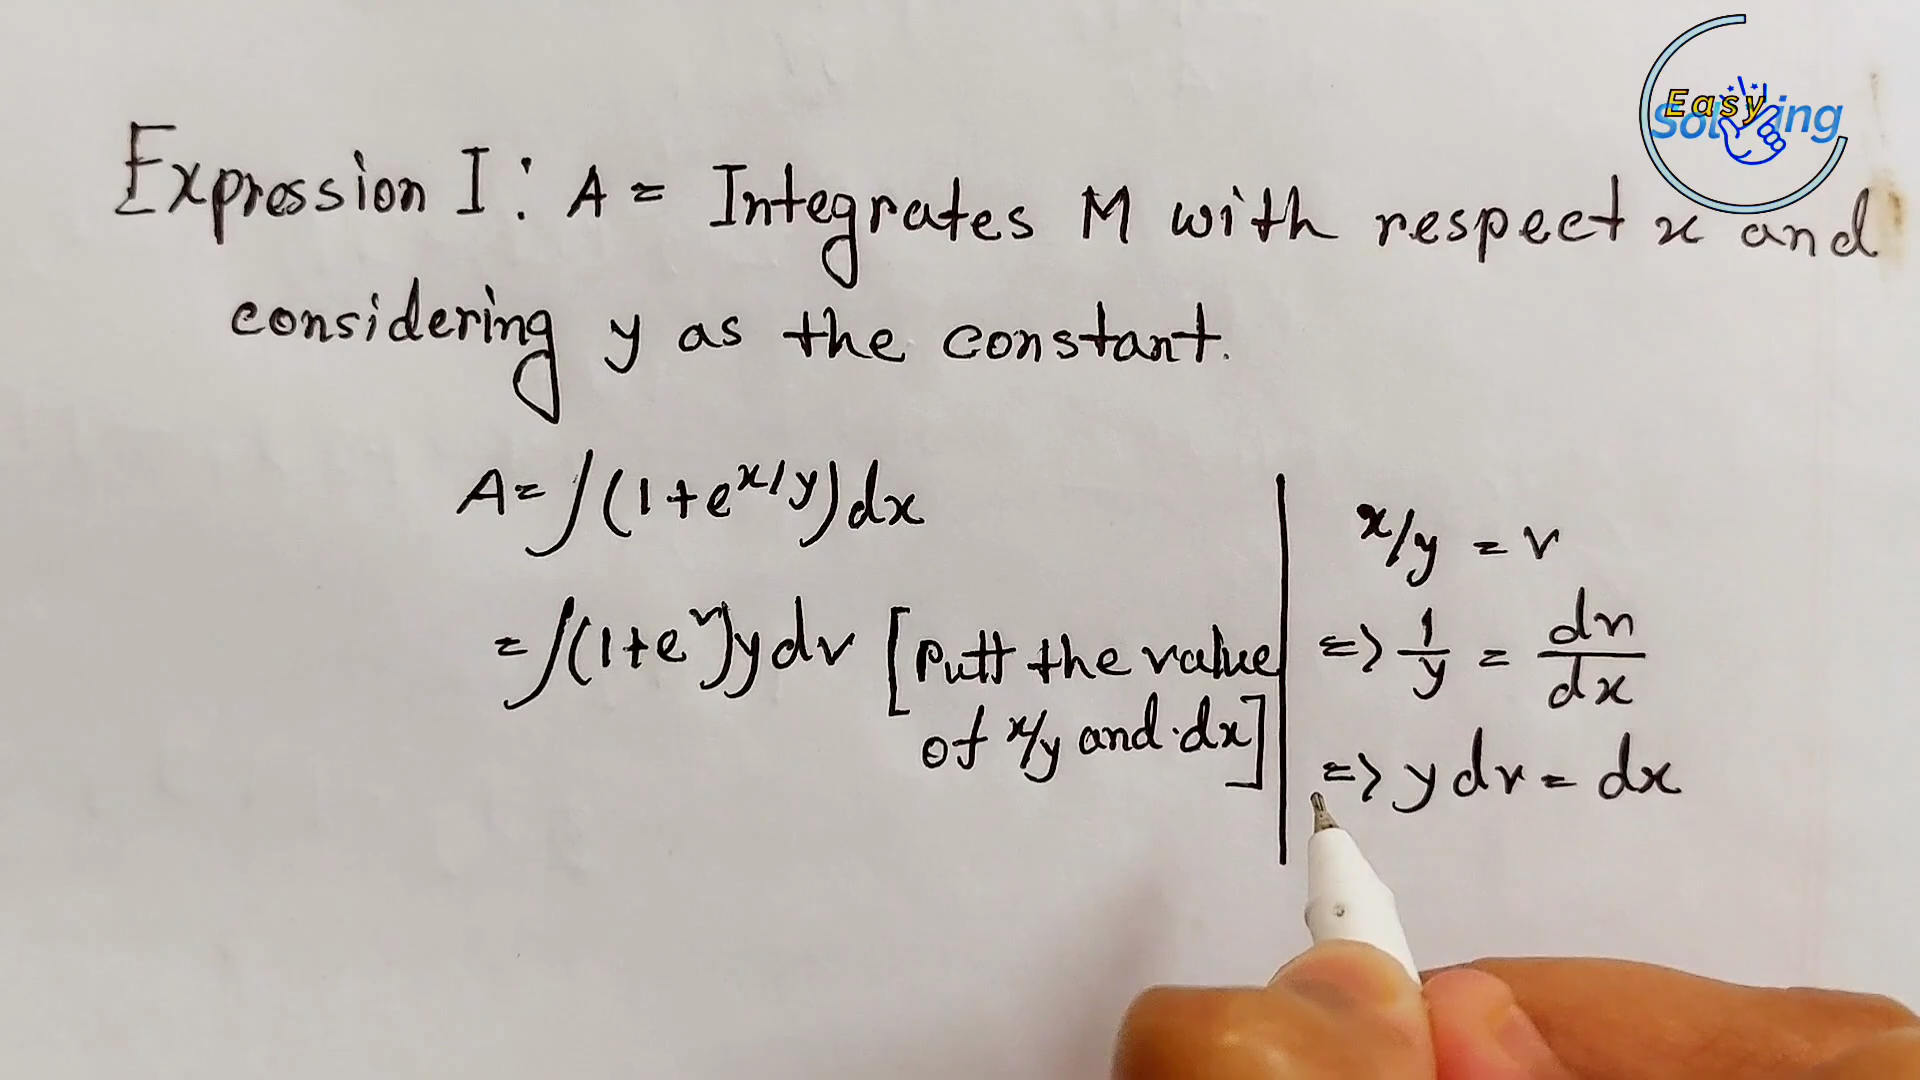 Easy
Solving
Expression I: A = Integrates M with respect x and
considering y as the constant.
A = ∫(1+e^x/y)dx
= ∫(1+e^v)ydv [Putt the value
of x/y and dx]
x/y = v
=> 1/y = dv/dx
=> y dv = dx